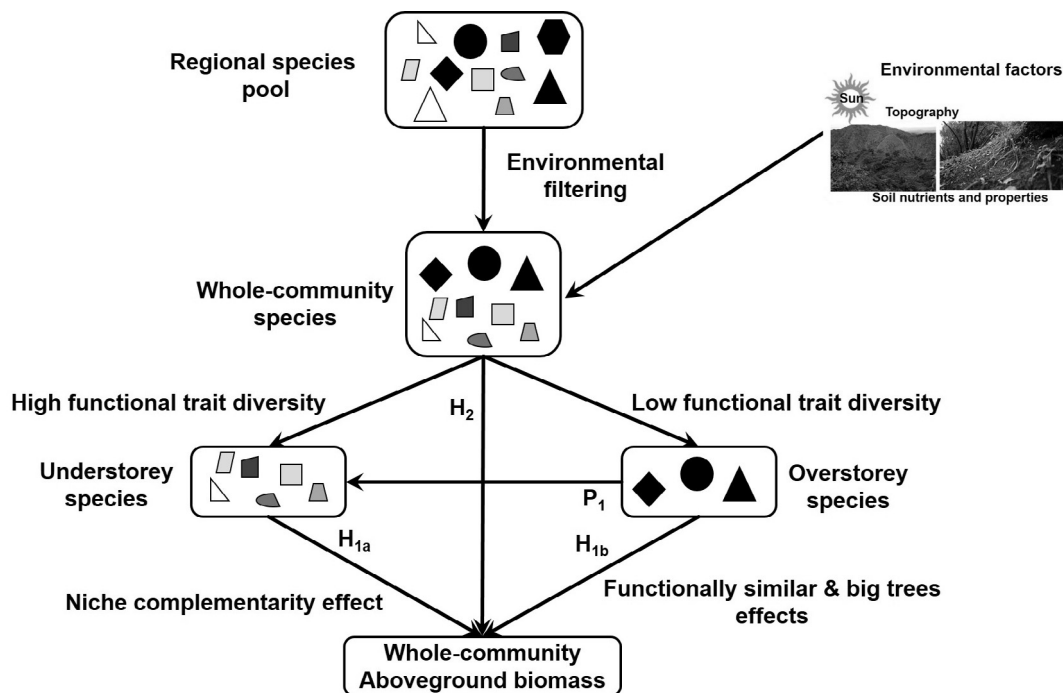 Regional species
pool
Environmental factors
Sun
Topography
Soil nutrients and properties
Environmental
filtering
Whole-community
species
High functional trait diversity
H2
Low functional trait diversity
Understorey
species
P1
Overstorey
species
H1a
H1b
Niche complementarity effect
Functionally similar & big trees
effects
Whole-community
Aboveground biomass